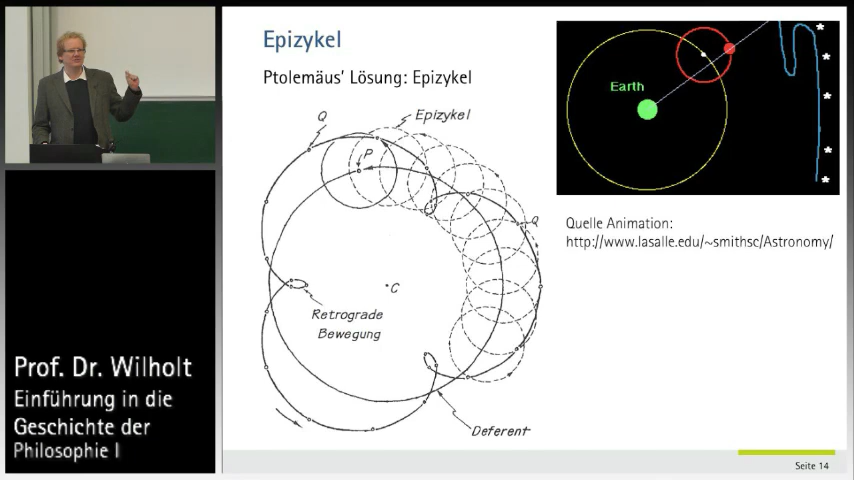 Epizykel
Ptolemäus' Lösung: Epizykel
Q
Epizykel
P
Q
C
Retrograde
Bewegung
Deferent
Earth
Quelle Animation:
http://www.lasalle.edu/~smithsc/Astronomy/
Prof. Dr. Wilholt
Einführung in die
Geschichte der
Philosophie I
Seite 14